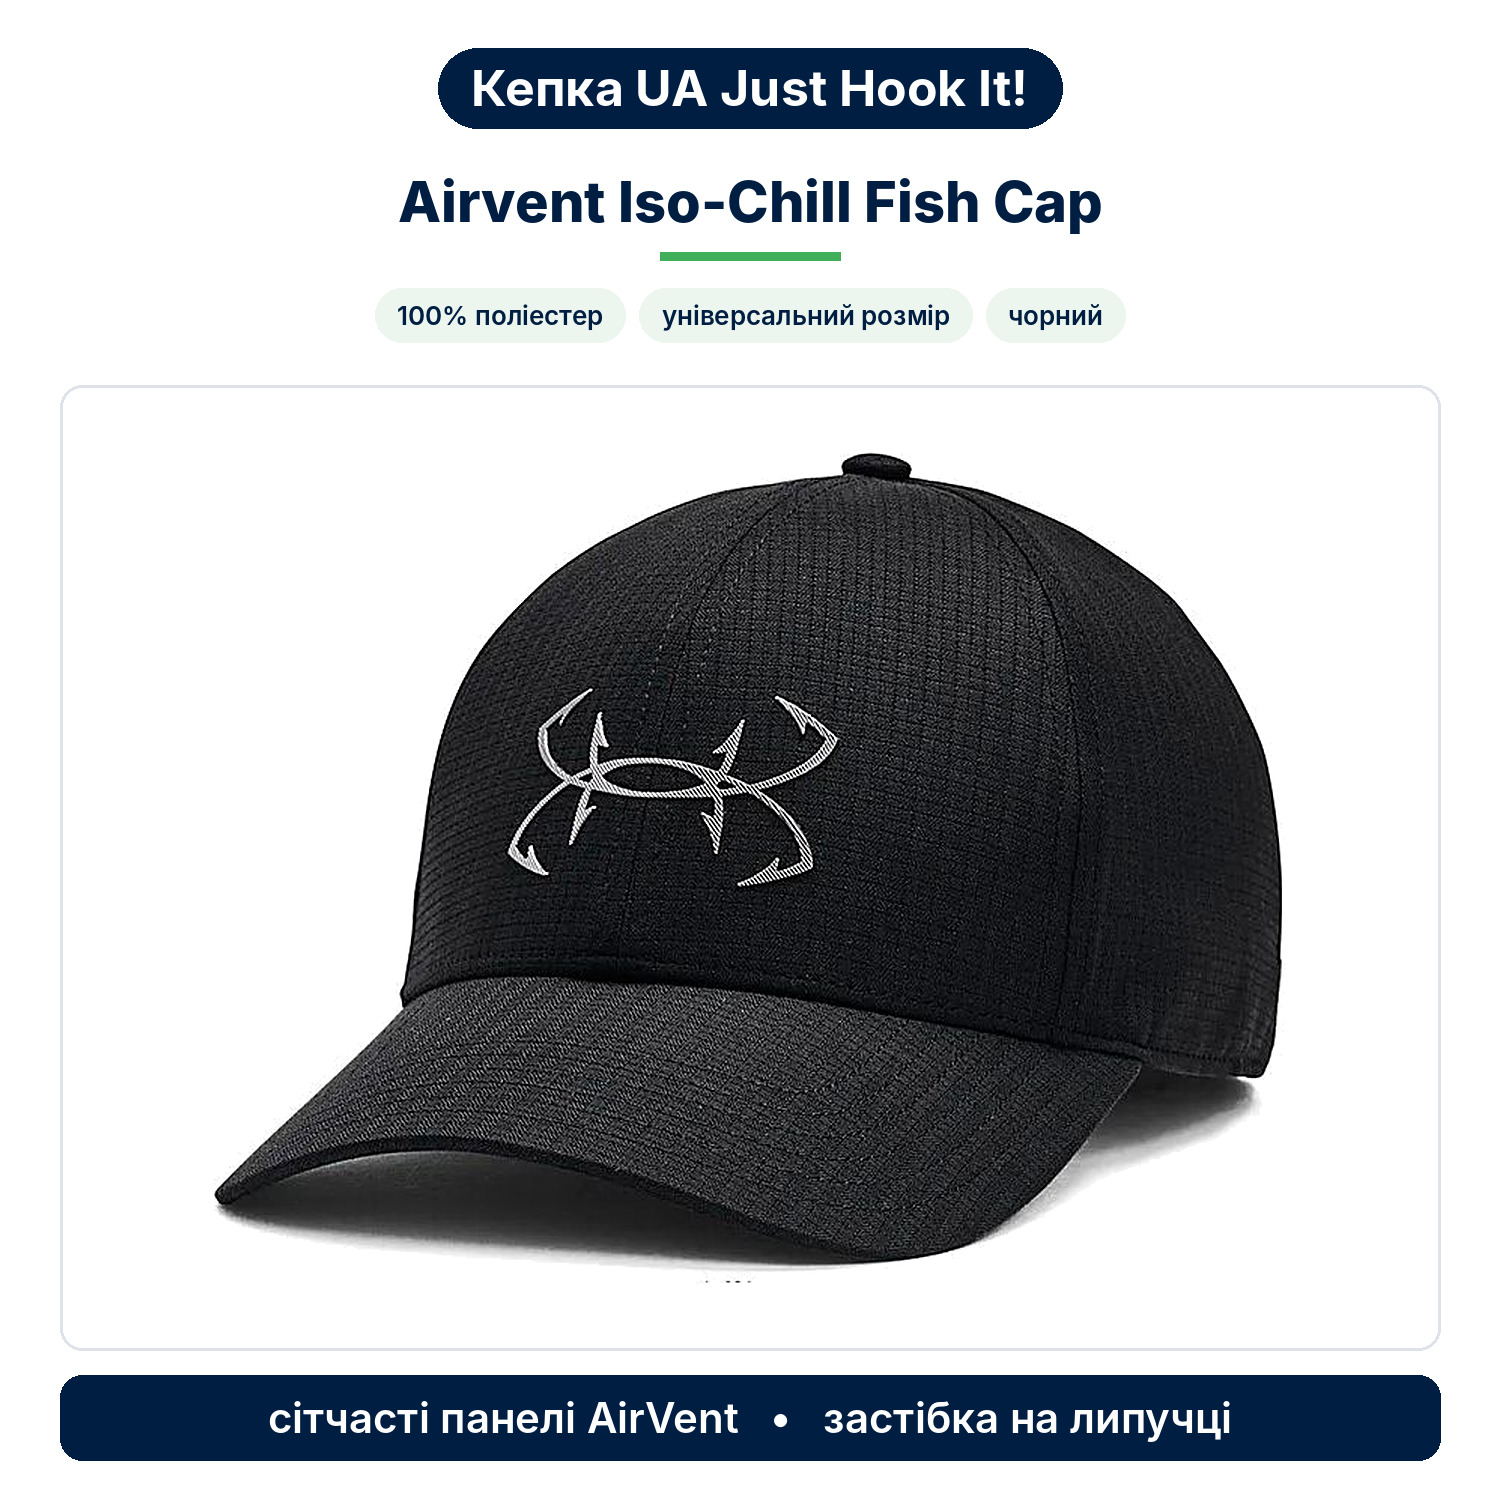 Кепка UA Just Hook It!
Airvent Iso-Chill Fish Cap
100% поліестер
універсальний розмір
чорний
сітчасті панелі AirVent • застібка на липучці